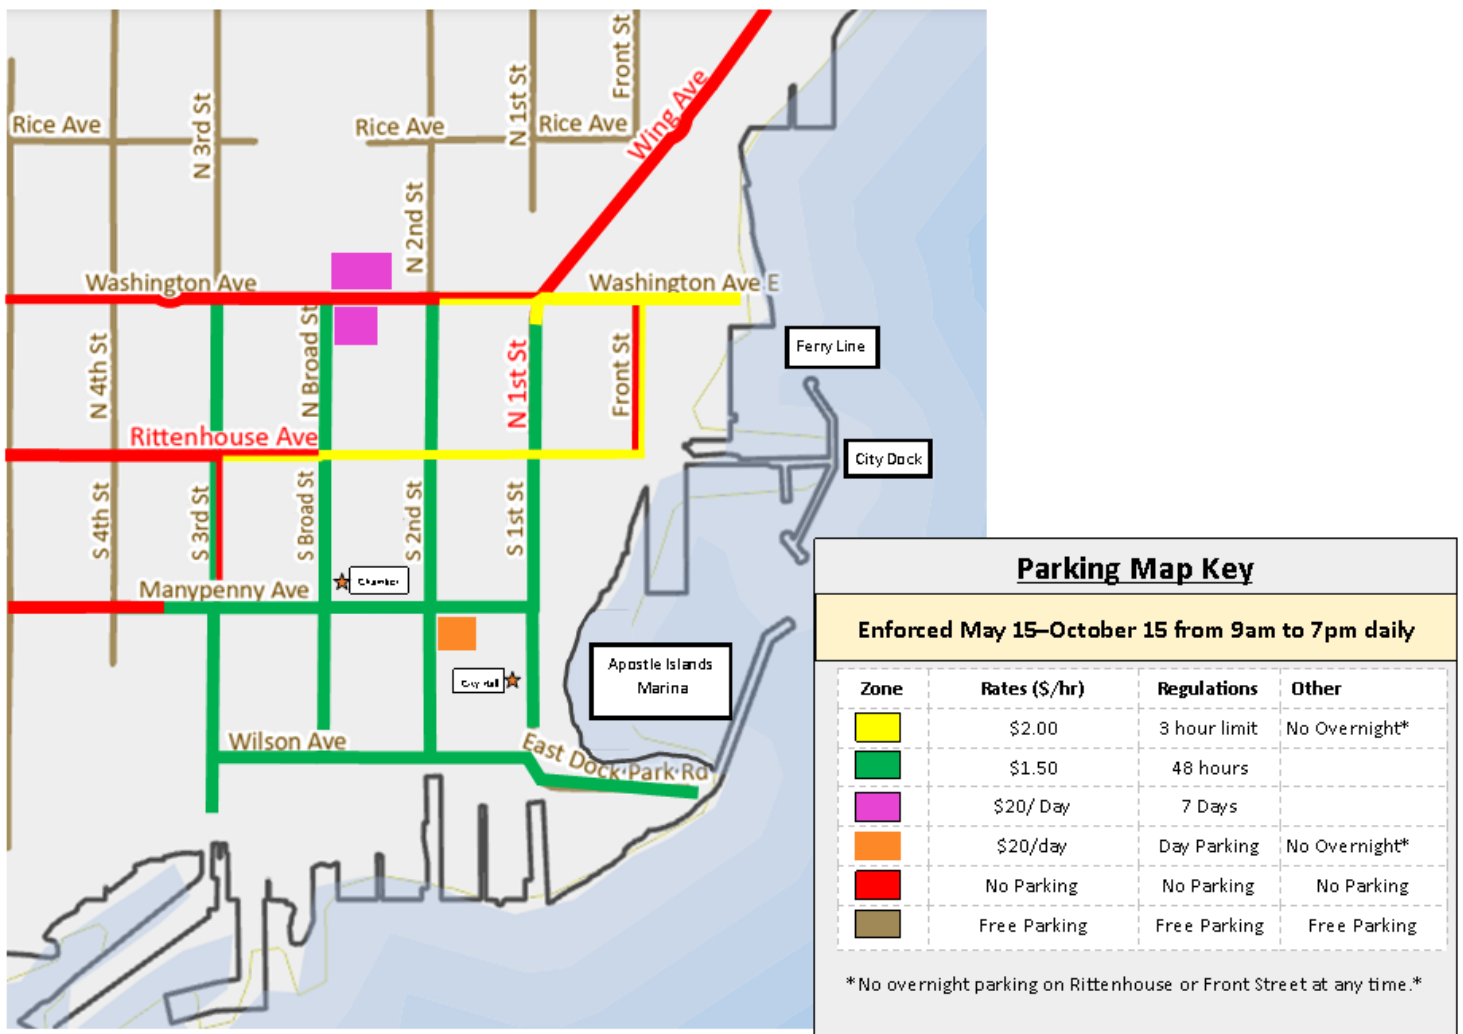 Front St
N 1st St
Wing Ave
N 3rd St
Rice Ave
Rice Ave
Rice Ave
N 2nd St
Washington Ave
Washington Ave E
N 4th St
N Broad St
N 1st St
Front St
Ferry Line
Rittenhouse Ave
City Dock
S 4th St
S 3rd St
S Broad St
S 2nd St
S 1st St
Manypenny Ave
Chamber
City Hall
Apostle Islands
Marina
Wilson Ave
East Dock Park Rd
Parking Map Key
Enforced May 15–October 15 from 9am to 7pm daily
Zone Rates ($/hr) Regulations Other
$2.00 3 hour limit No Overnight*
$1.50 48 hours
$20/ Day 7 Days
$20/day Day Parking No Overnight*
No Parking No Parking No Parking
Free Parking Free Parking Free Parking
*No overnight parking on Rittenhouse or Front Street at any time.*